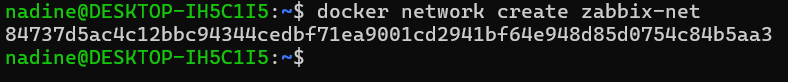 nadine@DESKTOP-IH5C1I5:~$ docker network create zabbix-net
84737d5ac4c12bbc94344cedbf71ea9001cd2941bf64e948d85d0754c84b5aa3
nadine@DESKTOP-IH5C1I5:~$